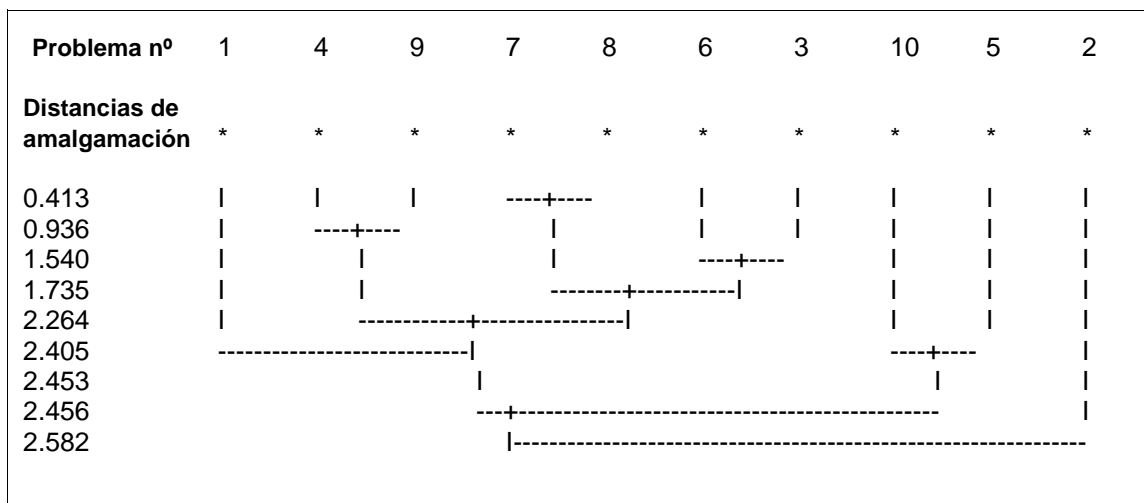 Problema nº 1 4 9 7 8 6 3 10 5 2
Distancias de
amalgamación * * * * * * * * * *
0.413 | | | ----+---- | | | | |
0.936 | ----+---- | | | | | |
1.540 | | | ----+---- | | |
1.735 | | --------+-----------| | | |
2.264 | ------------+---------------| | | |
2.405 --------------------------| ----+---- |
2.453 | | |
2.456 ---+--------------------------------------- |
2.582 |----------------------------------------------------------